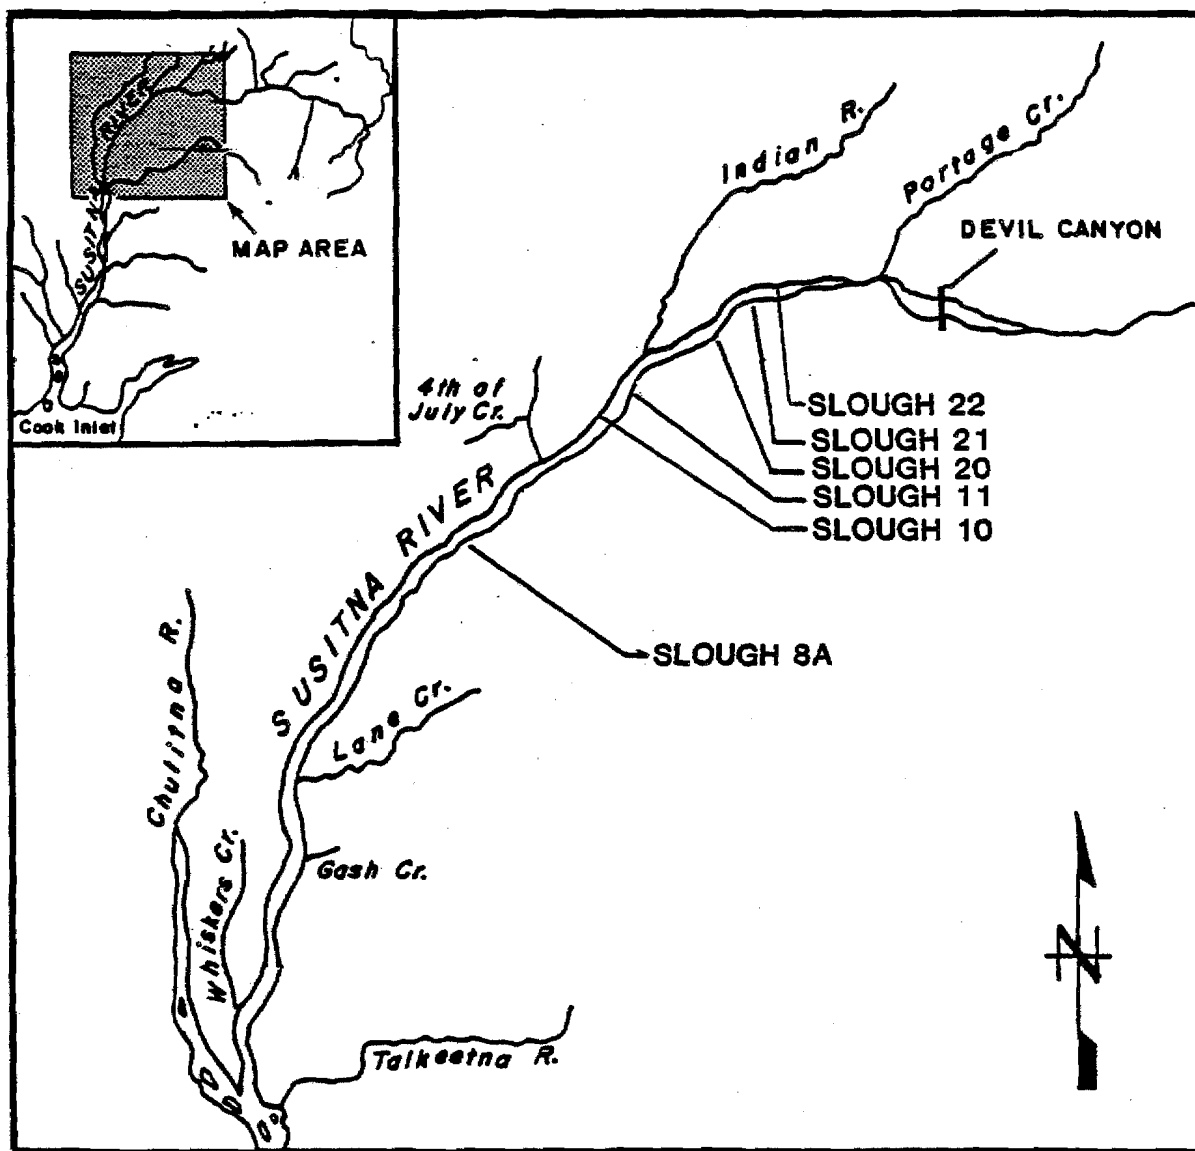 SUSITNA RIVER
MAP AREA
Cook Inlet
Indian R.
Portage Cr.
DEVIL CANYON
4th of
July Cr.
SLOUGH 22
SLOUGH 21
SLOUGH 20
SLOUGH 11
SLOUGH 10
SUSITNA RIVER
SLOUGH 8A
Chulitna R.
Lane Cr.
Whiskers Cr.
Gash Cr.
Talkeetna R.
N